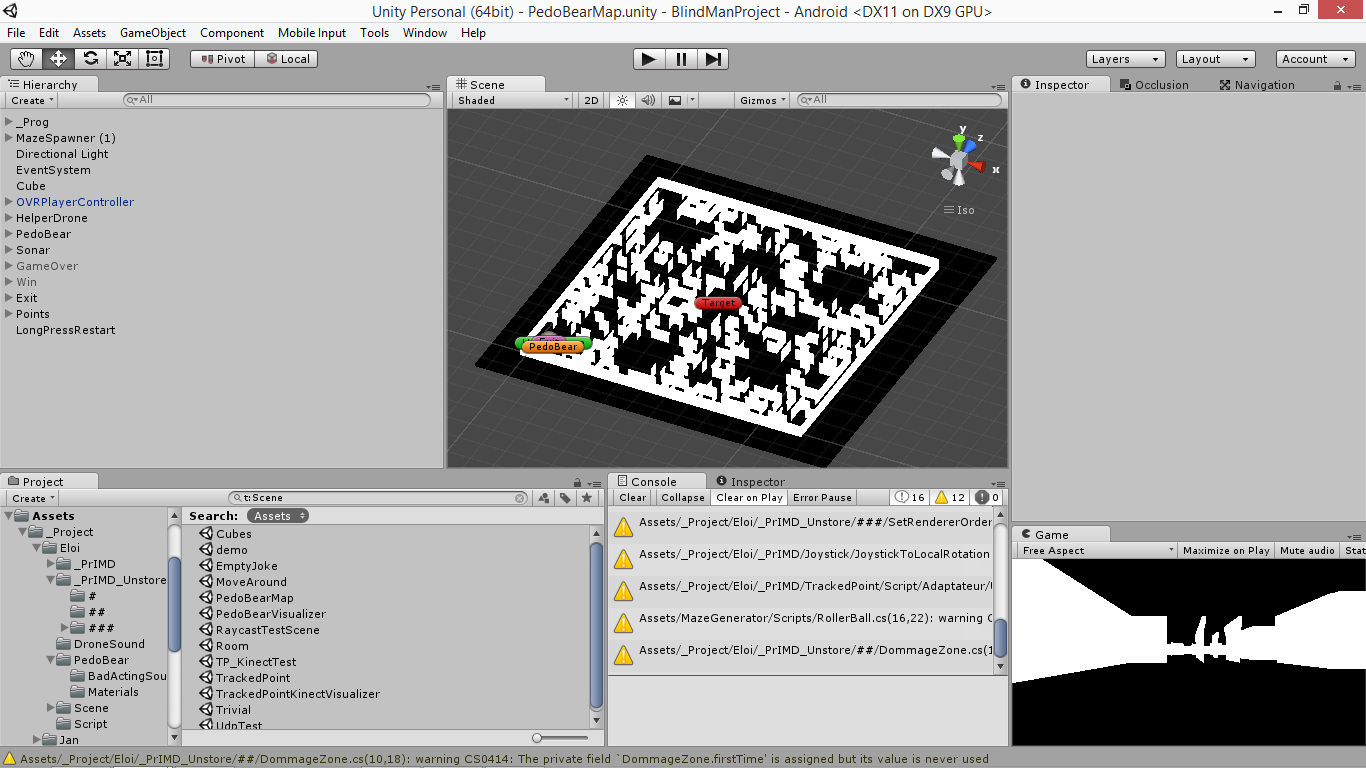 Unity Personal (64bit) - PedoBearMap.unity - BlindManProject - Android <DX11 on DX9 GPU>
File Edit Assets GameObject Component Mobile Input Tools Window Help
Pivot Local Layers Layout Account
Hierarchy
Create All
_Prog
MazeSpawner (1)
Directional Light
EventSystem
Cube
OVRPlayerController
HelperDrone
PedoBear
Sonar
GameOver
Win
Exit
Points
LongPressRestart
Scene
Shaded 2D Gizmos All
y
z
x
Iso
Target
Exit
PedoBear
Inspector Occlusion Navigation
Project
Create t:Scene
Assets
_Project
Eloi
_PrIMD
_PrIMD_Unstore
#
##
###
DroneSound
PedoBear
BadActingSou
Materials
Scene
Script
Jan
Search: Assets
Cubes
demo
EmptyJoke
MoveAround
PedoBearMap
PedoBearVisualizer
RaycastTestScene
Room
TP_KinectTest
TrackedPoint
TrackedPointKinectVisualizer
Trivial
UdpTest
Console Inspector
Clear Collapse Clear on Play Error Pause 16 12 0
Assets/_Project/Eloi/_PrIMD_Unstore/###/SetRendererOrder
Assets/_Project/Eloi/_PrIMD/Joystick/JoystickToLocalRotation
Assets/_Project/Eloi/_PrIMD/TrackedPoint/Script/Adaptateur/
Assets/MazeGenerator/Scripts/RollerBall.cs(16,22): warning C
Assets/_Project/Eloi/_PrIMD_Unstore/##/DommageZone.cs(1
Game
Free Aspect Maximize on Play Mute audio Stat
Assets/_Project/Eloi/_PrIMD_Unstore/##/DommageZone.cs(10,18): warning CS0414: The private field `DommageZone.firstTime' is assigned but its value is never used